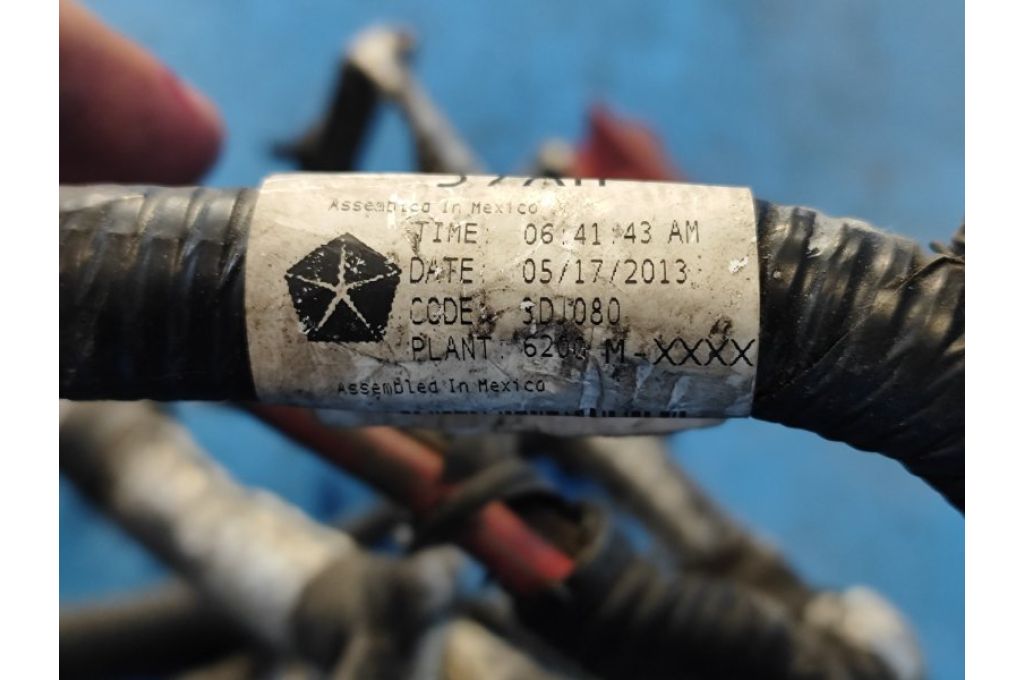 Assembled In Mexico
TIME: 06:41:43 AM
DATE: 05/17/2013
CODE: 3DJ080
PLANT: 6200 M-XXXX
Assembled In Mexico